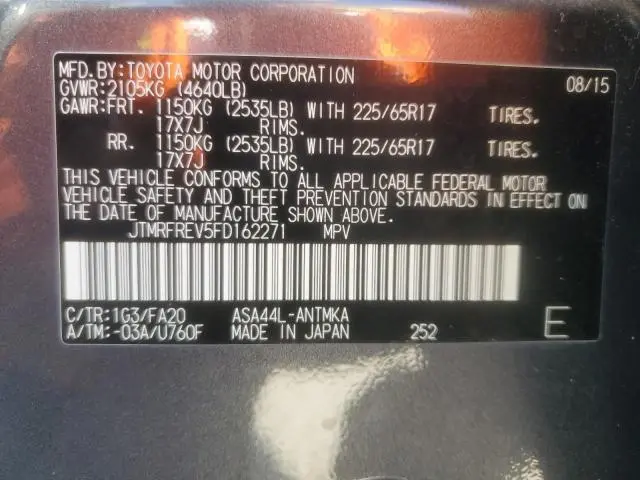 MFD.BY:TOYOTA MOTOR CORPORATION 08/15
GVWR:2105KG (4640LB)
GAWR:FRT. 1150KG (2535LB) WITH 225/65R17 TIRES.
17X7J RIMS.
RR. 1150KG (2535LB) WITH 225/65R17 TIRES.
17X7J RIMS.
THIS VEHICLE CONFORMS TO ALL APPLICABLE FEDERAL MOTOR
VEHICLE SAFETY AND THEFT PREVENTION STANDARDS IN EFFECT ON
THE DATE OF MANUFACTURE SHOWN ABOVE.
JTMRFREV5FD162271 MPV
C/TR:1G3/FA20 ASA44L-ANTMKA
A/TM:-03A/U760F MADE IN JAPAN 252 E